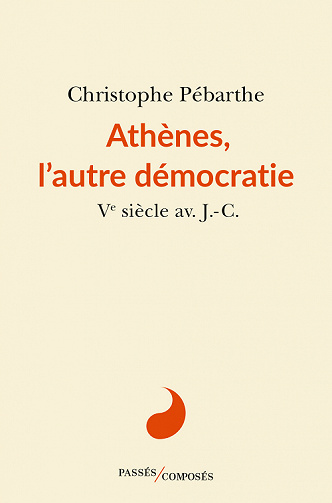 Christophe Pébarthe
Athènes,
l'autre démocratie
Vᵉ siècle av. J.-C.
PASSÉS/COMPOSÉS